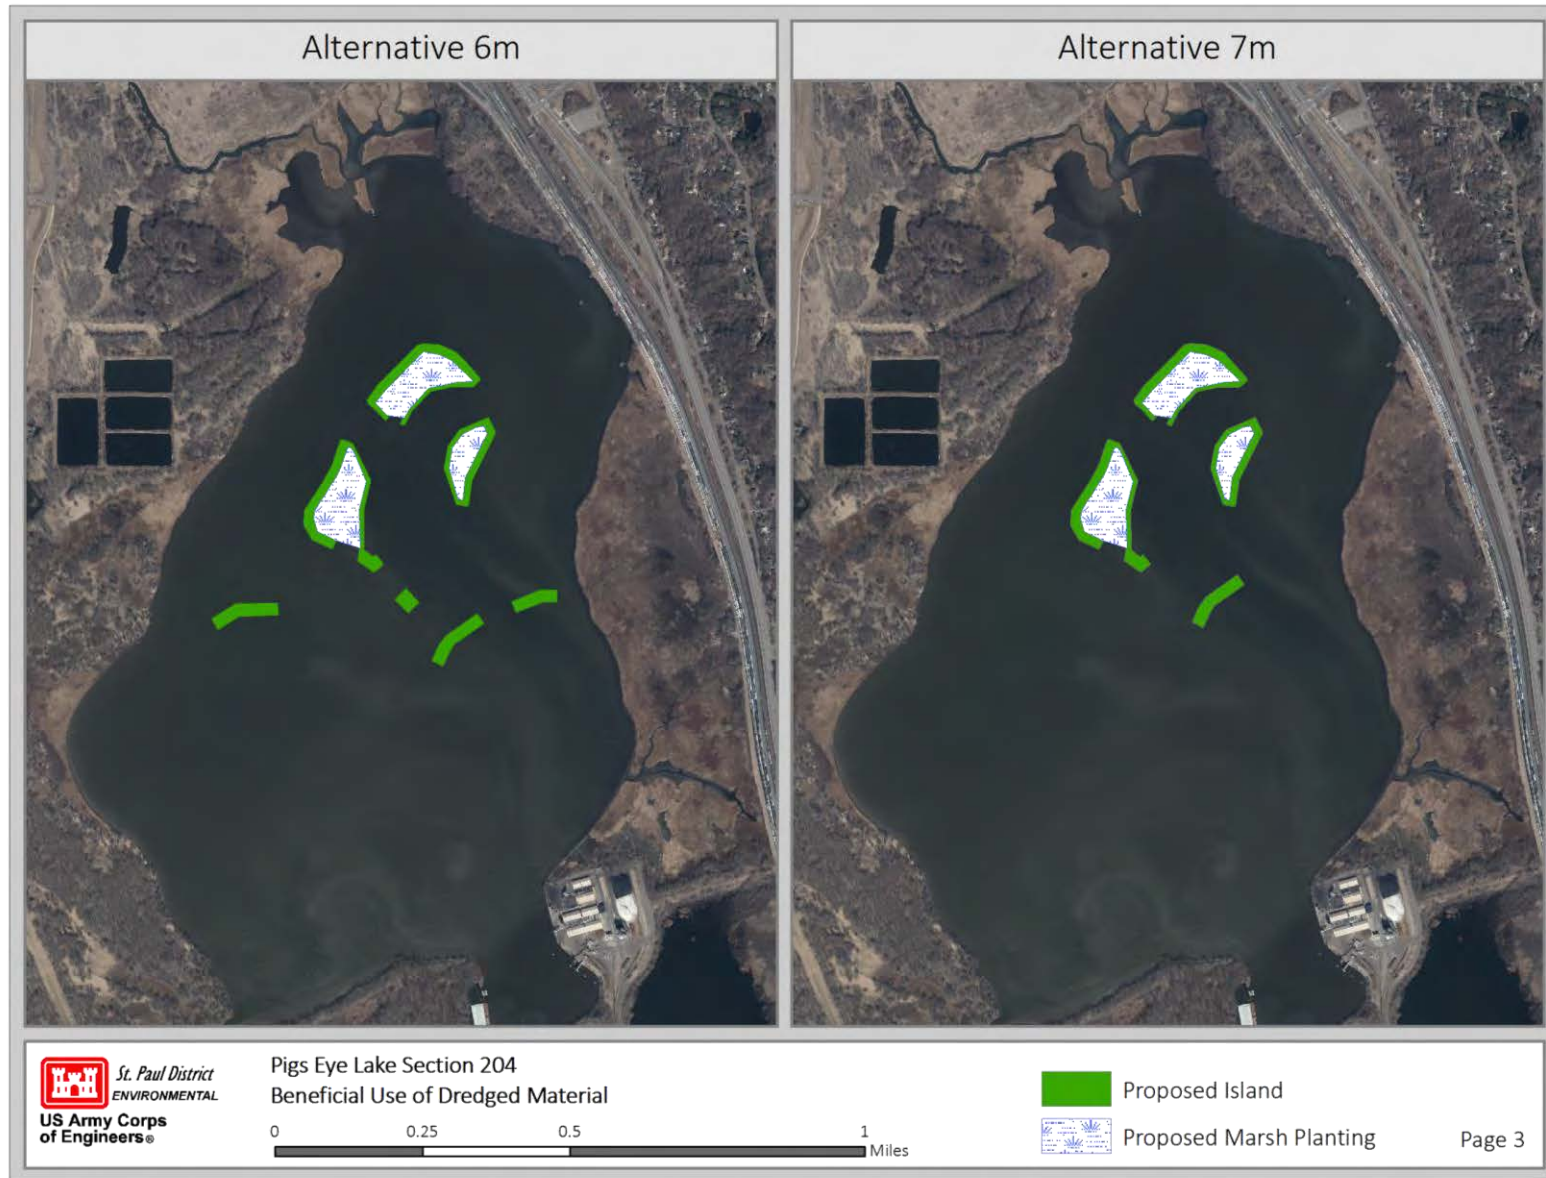 Alternative 6m
Alternative 7m
St. Paul District
ENVIRONMENTAL
US Army Corps
of Engineers®
Pigs Eye Lake Section 204
Beneficial Use of Dredged Material
0 0.25 0.5 1
Miles
Proposed Island
Proposed Marsh Planting
Page 3